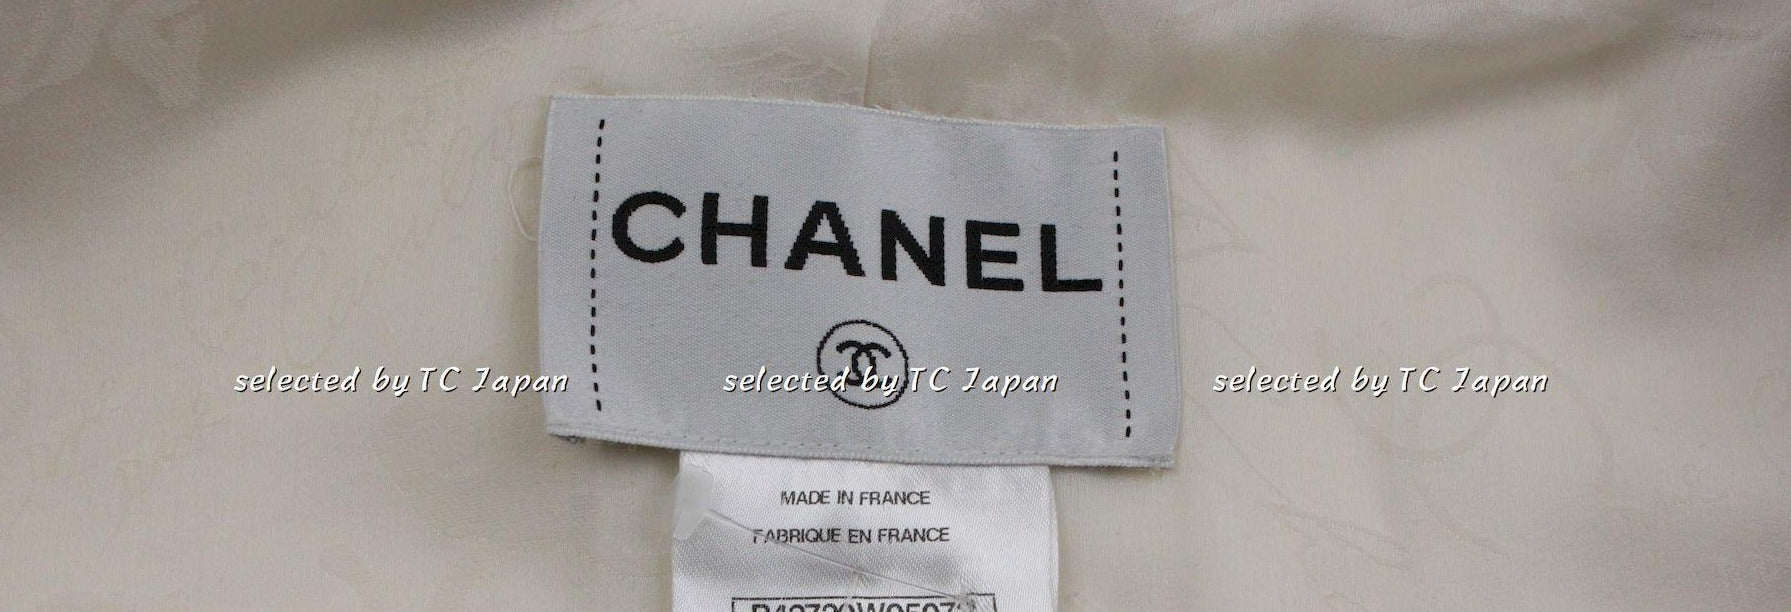 CHANEL
selected by TC Japan selected by TC Japan selected by TC Japan
MADE IN FRANCE
FABRIQUE EN FRANCE